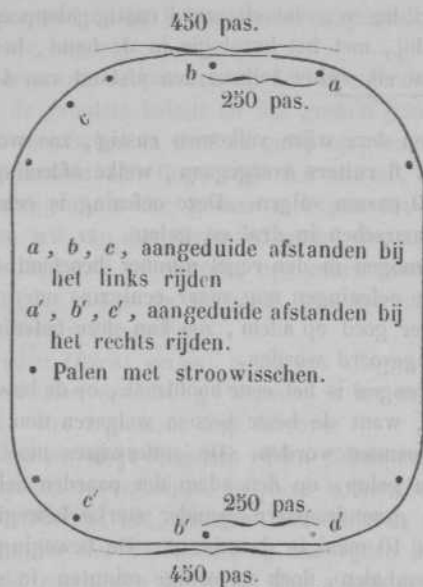 450 pas.
b
a
250 pas.
c
a, b, c, aangeduide afstanden bij
het links rijden
a', b', c', aangeduide afstanden bij
het rechts rijden.
• Palen met stroowisschen.
c'
250 pas.
b'
a'
450 pas.